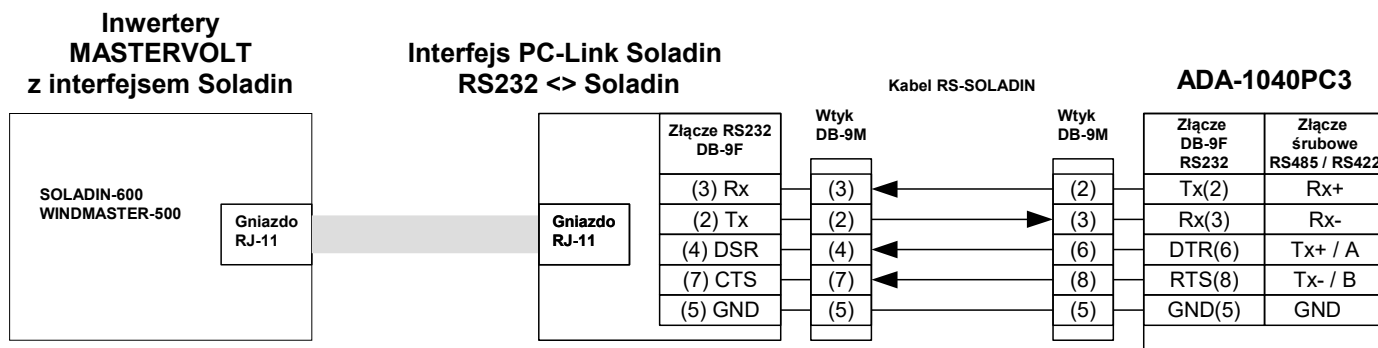 Inwertery
MASTERVOLT
z interfejsem Soladin
Interfejs PC-Link Soladin
RS232 <> Soladin
Kabel RS-SOLADIN
ADA-1040PC3
Złącze RS232
DB-9F
Wtyk
DB-9M
Wtyk
DB-9M
Złącze
DB-9F
RS232
Złącze
śrubowe
RS485 / RS422
SOLADIN-600
WINDMASTER-500
Gniazdo
RJ-11
Gniazdo
RJ-11
(3) Rx (3) (2) Tx(2) Rx+
(2) Tx (2) (3) Rx(3) Rx-
(4) DSR (4) (6) DTR(6) Tx+ / A
(7) CTS (7) (8) RTS(8) Tx- / B
(5) GND (5) (5) GND(5) GND